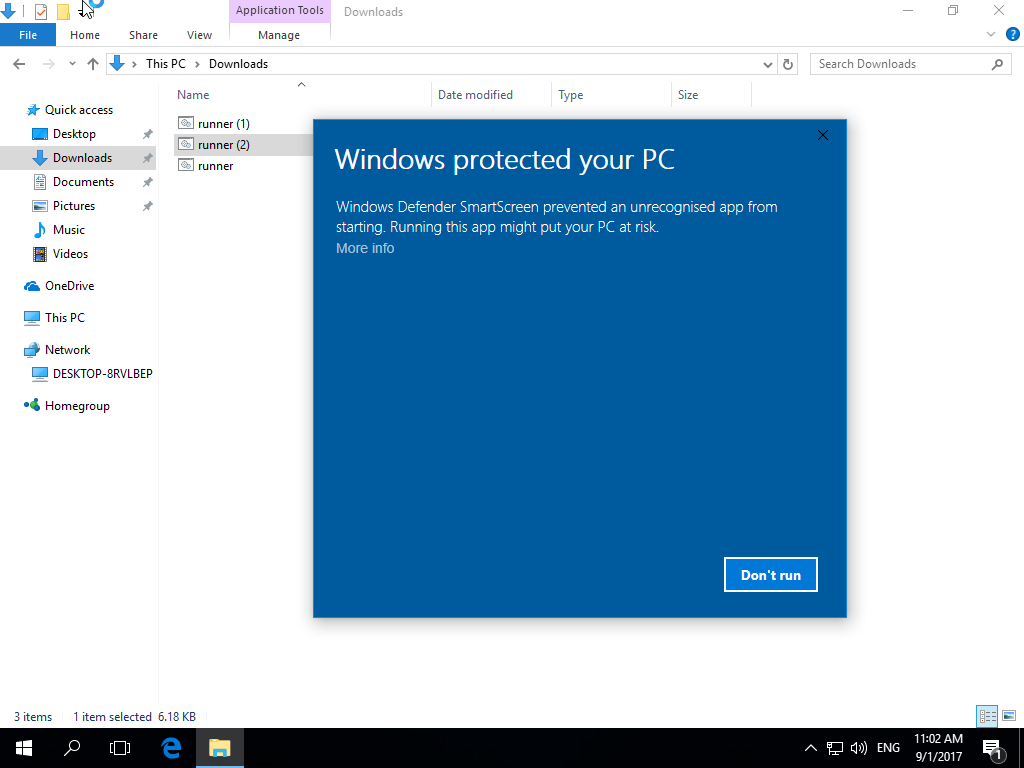 Application Tools
Downloads
File
Home
Share
View
Manage
This PC
Downloads
Search Downloads
Name
Date modified
Type
Size
Quick access
Desktop
Downloads
Documents
Pictures
Music
Videos
OneDrive
This PC
Network
DESKTOP-8RVLBEP
Homegroup
runner (1)
runner (2)
runner
Windows protected your PC
Windows Defender SmartScreen prevented an unrecognised app from
starting. Running this app might put your PC at risk.
More info
Don't run
3 items
1 item selected 6.18 KB
ENG
11:02 AM
9/1/2017
1